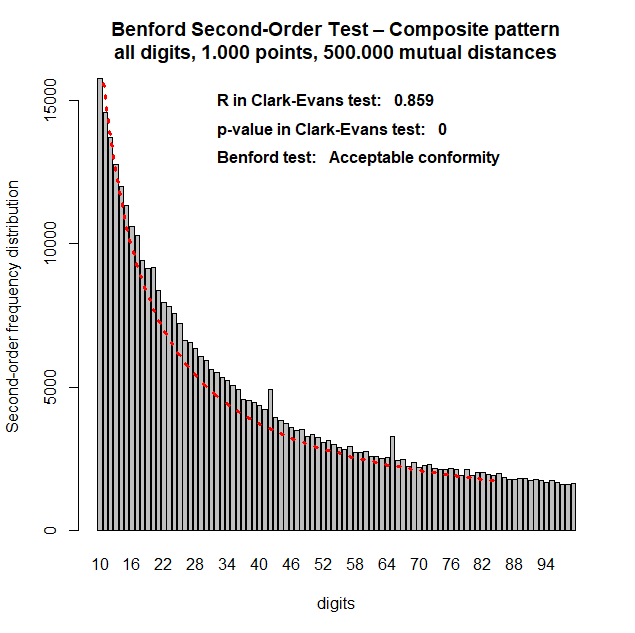 Benford Second-Order Test – Composite pattern
all digits, 1.000 points, 500.000 mutual distances
R in Clark-Evans test: 0.859
p-value in Clark-Evans test: 0
Benford test: Acceptable conformity
Second-order frequency distribution
15000
10000
5000
0
10 16 22 28 34 40 46 52 58 64 70 76 82 88 94
digits